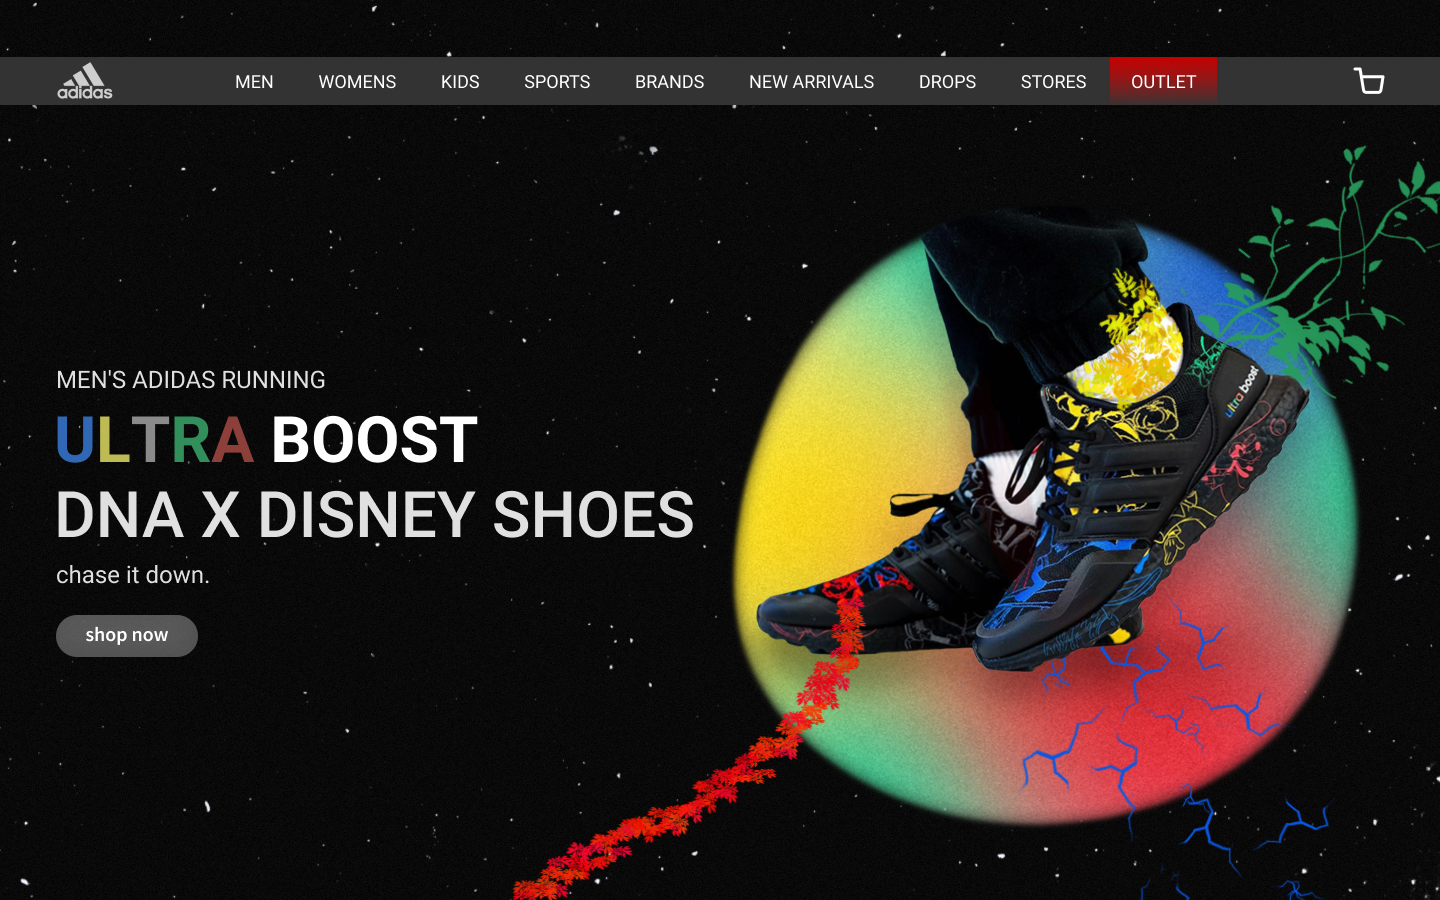 adidas
MEN WOMENS KIDS SPORTS BRANDS NEW ARRIVALS DROPS STORES OUTLET
MEN'S ADIDAS RUNNING
ULTRA BOOST
DNA X DISNEY SHOES
chase it down.
shop now
ultra boost